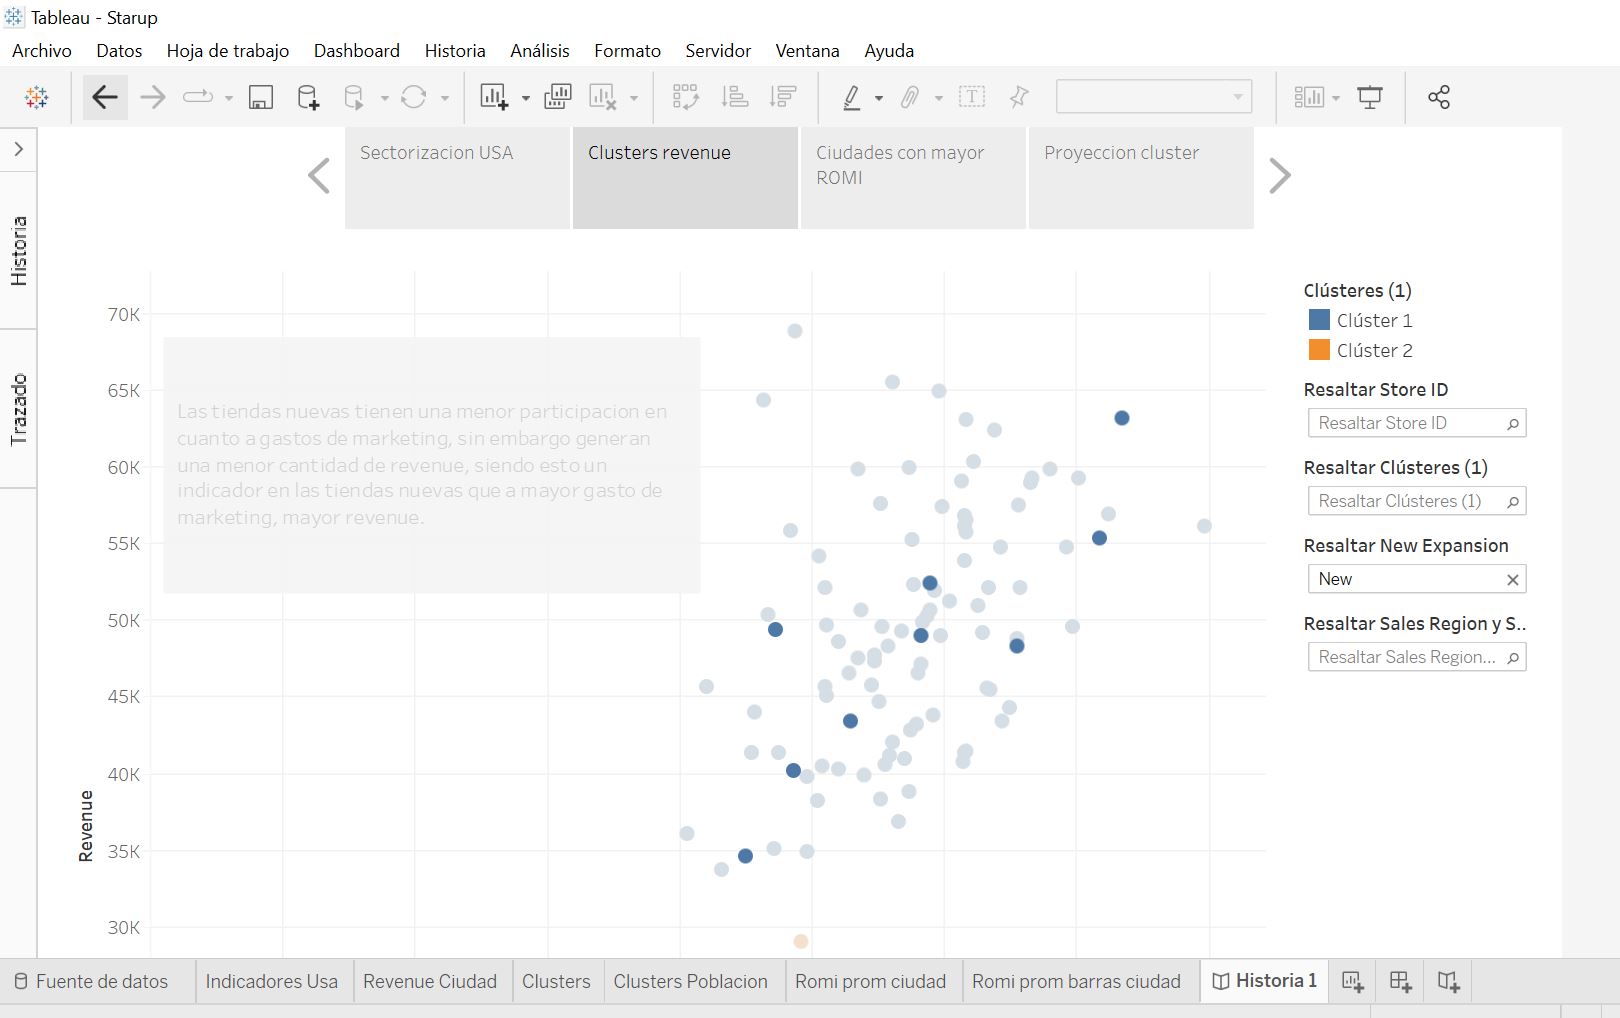 Tableau - Starup
Archivo Datos Hoja de trabajo Dashboard Historia Análisis Formato Servidor Ventana Ayuda
Sectorizacion USA
Clusters revenue
Ciudades con mayor
ROMI
Proyeccion cluster
Historia
Trazado
70K
65K
60K
55K
50K
45K
40K
35K
30K
Revenue
Las tiendas nuevas tienen una menor participacion en
cuanto a gastos de marketing, sin embargo generan
una menor cantidad de revenue, siendo esto un
indicador en las tiendas nuevas que a mayor gasto de
marketing, mayor revenue.
Clústeres (1)
Clúster 1
Clúster 2
Resaltar Store ID
Resaltar Store ID
Resaltar Clústeres (1)
Resaltar Clústeres (1)
Resaltar New Expansion
New
Resaltar Sales Region y S..
Resaltar Sales Region...
Fuente de datos Indicadores Usa Revenue Ciudad Clusters Clusters Poblacion Romi prom ciudad Romi prom barras ciudad Historia 1